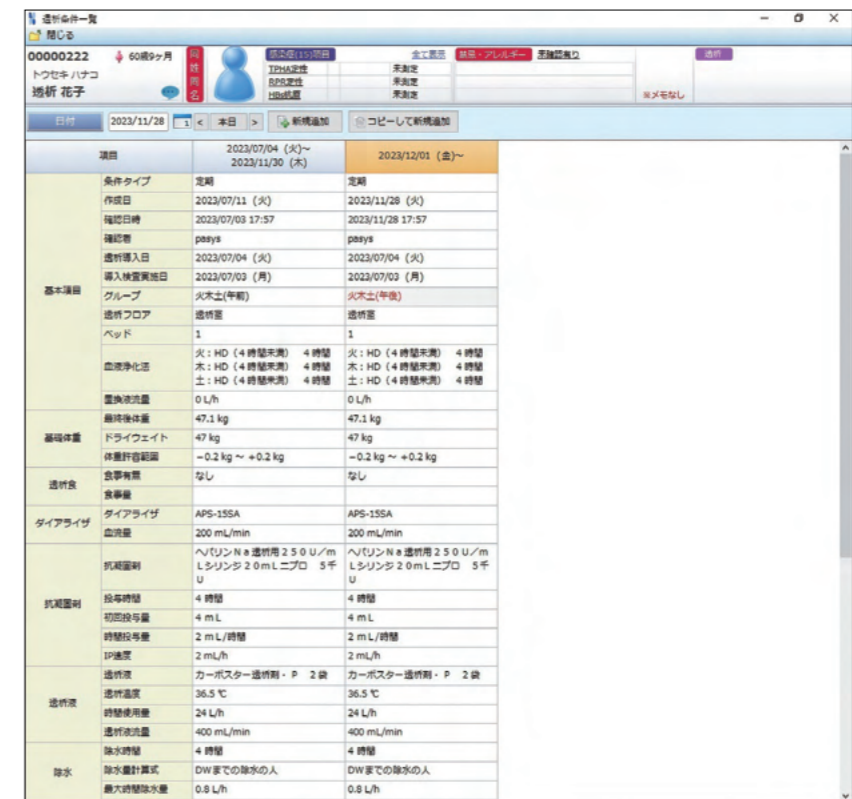 透析条件一覧
閉じる
00000222 60歳9ヶ月
トウセキ ハナコ
透析 花子
同姓同名
感染症(15)項目 全て表示
TPHA定性 未測定
RPR定性 未測定
HBs抗原 未測定
禁忌・アレルギー 未確認有り
※メモなし
透析
日付 2023/11/28 1 < 本日 > 新規追加 コピーして新規追加
項目 2023/07/04 (火)~ 2023/12/01 (金)~
2023/11/30 (木)
基本項目
条件タイプ 定期 定期
作成日 2023/07/11 (火) 2023/11/28 (火)
確認日時 2023/07/03 17:57 2023/11/28 17:57
確認者 pasys pasys
透析導入日 2023/07/04 (火) 2023/07/04 (火)
導入検査実施日 2023/07/03 (月) 2023/07/03 (月)
グループ 火木土(午前) 火木土(午後)
透析フロア 透析室 透析室
ベッド 1 1
血液浄化法 火:HD(4時間未満) 4時間 火:HD(4時間未満) 4時間
木:HD(4時間未満) 4時間 木:HD(4時間未満) 4時間
土:HD(4時間未満) 4時間 土:HD(4時間未満) 4時間
置換液流量 0 L/h 0 L/h
基礎体重
最終後体重 47.1 kg 47.1 kg
ドライウェイト 47 kg 47 kg
体重許容範囲 −0.2 kg ~ +0.2 kg −0.2 kg ~ +0.2 kg
透析食
食事有無 なし なし
食事量
ダイアライザ
ダイアライザ APS-15SA APS-15SA
血流量 200 mL/min 200 mL/min
抗凝固剤
抗凝固剤 ヘパリンNa透析用250U/m ヘパリンNa透析用250U/m
Lシリンジ20mLニプロ 5千 Lシリンジ20mLニプロ 5千
U U
投与時間 4 時間 4 時間
初回投与量 4 mL 4 mL
時間投与量 2 mL/時間 2 mL/時間
IP速度 2 mL/h 2 mL/h
透析液
透析液 カーボスター透析剤・P 2袋 カーボスター透析剤・P 2袋
透析温度 36.5 ℃ 36.5 ℃
時間使用量 24 L/h 24 L/h
透析液流量 400 mL/min 400 mL/min
除水
除水時間 4 時間 4 時間
除水量計算式 DWまでの除水の人 DWまでの除水の人
最大時間除水量 0.8 L/h 0.8 L/h